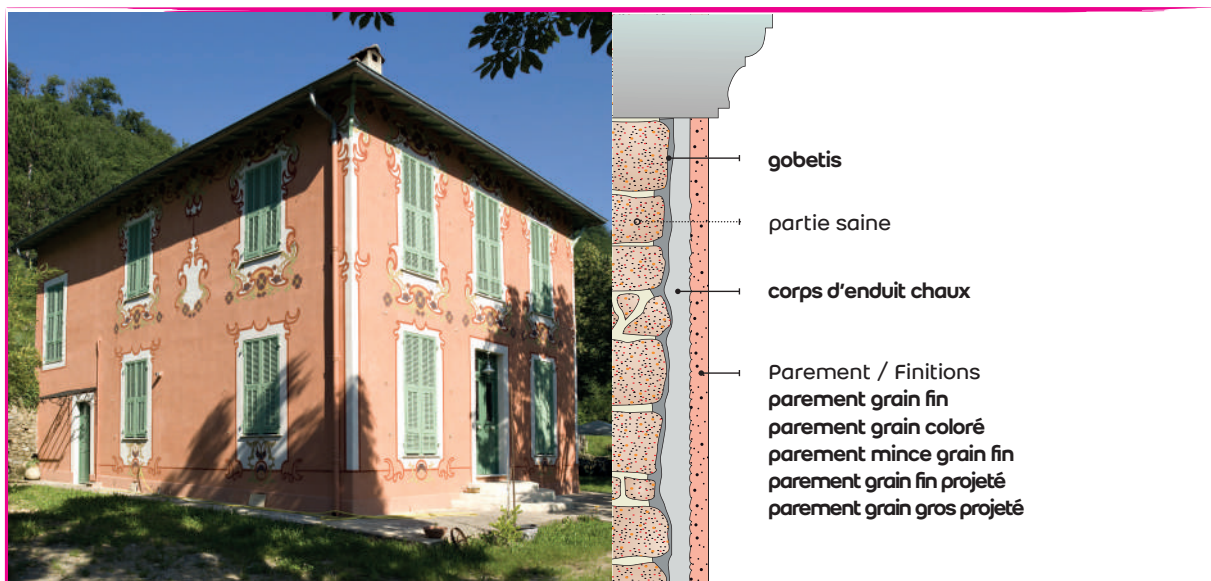 gobetis
partie saine
corps d'enduit chaux
Parement / Finitions
parement grain fin
parement grain coloré
parement mince grain fin
parement grain fin projeté
parement grain gros projeté